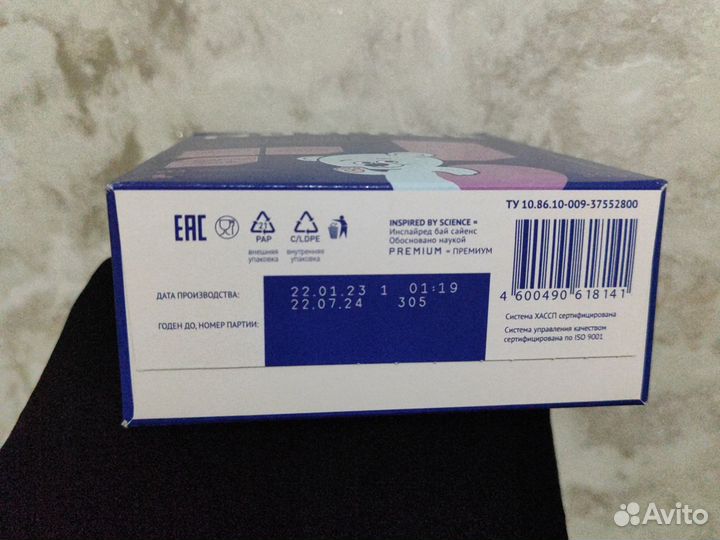 ТУ 10.86.10-009-37552800
EAC
21
PAP
внешняя
упаковка
C/LDPE
внутренняя
упаковка
INSPIRED BY SCIENCE =
Инспайред бай сайенс
Обосновано наукой
PREMIUM = ПРЕМИУМ
ДАТА ПРОИЗВОДСТВА:
22.01.23 1 01:19
ГОДЕН ДО, НОМЕР ПАРТИИ:
22.07.24 305
4 600490 618141
Система ХАССП сертифицирована
Система управления качеством
сертифицирована по ISO 9001
Avito